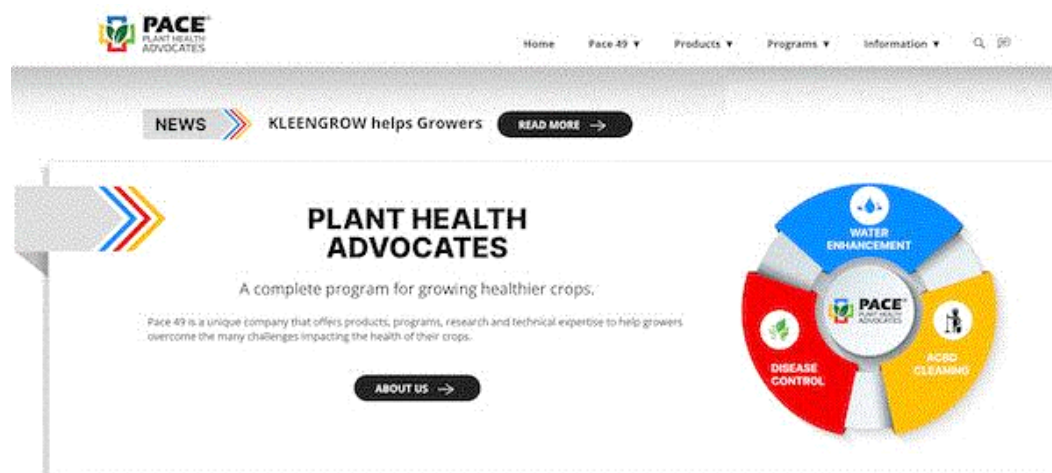 PACE
PLANT HEALTH
ADVOCATES
Home Pace 49 ▼ Products ▼ Programs ▼ Information ▼
NEWS KLEENGROW helps Growers READ MORE →
PLANT HEALTH
ADVOCATES
A complete program for growing healthier crops.
Pace 49 is a unique company that offers products, programs, research and technical expertise to help growers
overcome the many challenges impacting the health of their crops.
ABOUT US →
WATER
ENHANCEMENT
PACE
PLANT HEALTH
ADVOCATES
DISEASE
CONTROL
ACBD
CLEANING